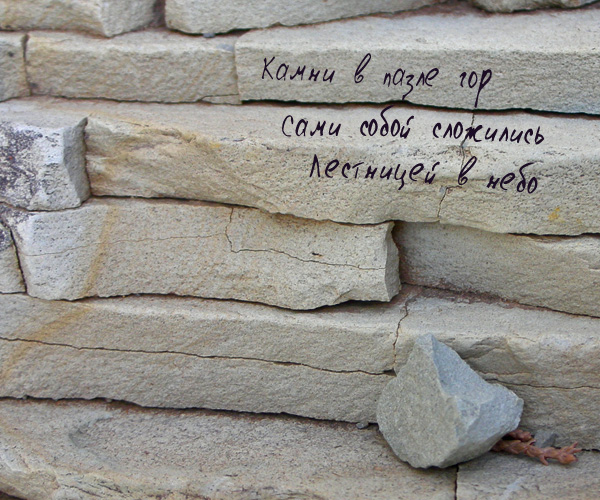 Камни в пазле гор
Сами собой сложились
Лестницей в небо